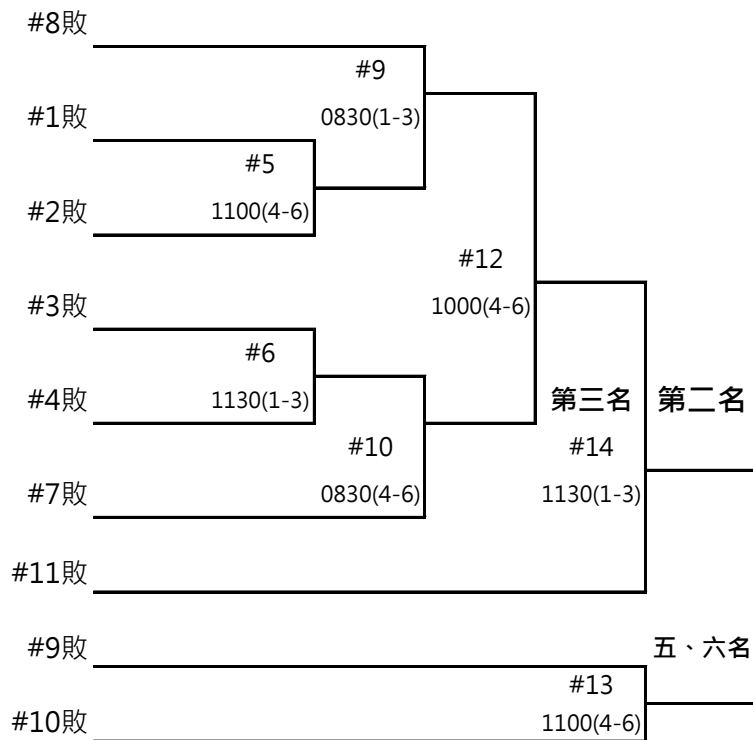 #8敗
#9
#1敗
0830(1-3)
#5
#2敗
1100(4-6)
#12
#3敗
1000(4-6)
#6
#4敗
1130(1-3)
第三名
第二名
#10
#14
#7敗
0830(4-6)
1130(1-3)
#11敗
#9敗
五、六名
#13
#10敗
1100(4-6)